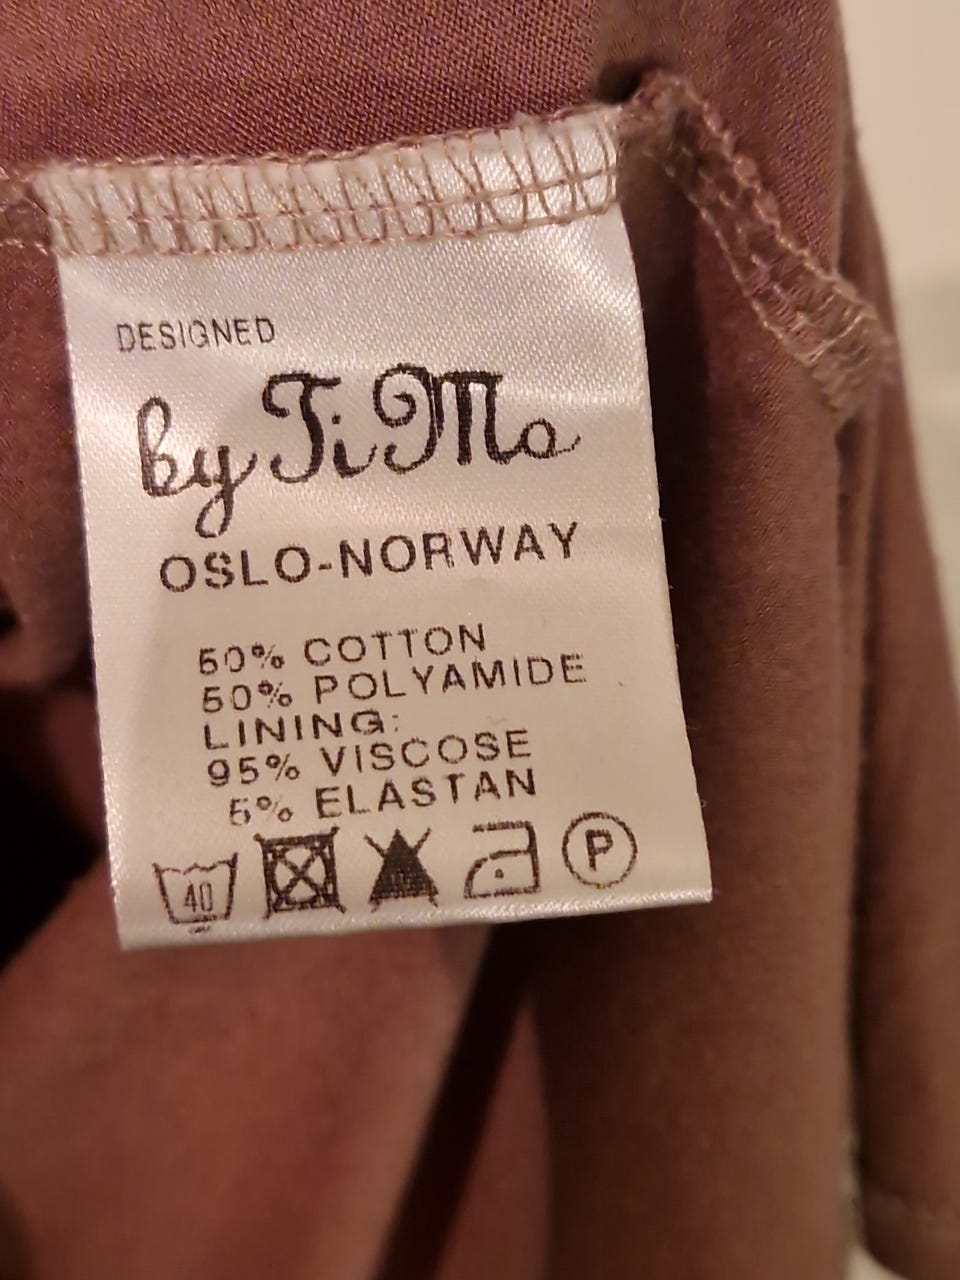 DESIGNED
by TiMo
OSLO-NORWAY
50% COTTON
50% POLYAMIDE
LINING:
95% VISCOSE
5% ELASTAN
40 P